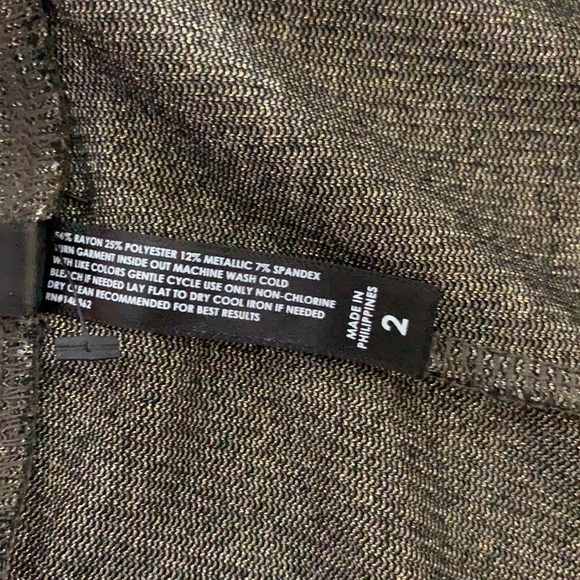 56% RAYON 25% POLYESTER 12% METALLIC 7% SPANDEX
TURN GARMENT INSIDE OUT MACHINE WASH COLD
WITH LIKE COLORS GENTLE CYCLE USE ONLY NON-CHLORINE
BLEACH IF NEEDED LAY FLAT TO DRY COOL IRON IF NEEDED
DRY CLEAN RECOMMENDED FOR BEST RESULTS
MADE IN
PHILIPPINES
2